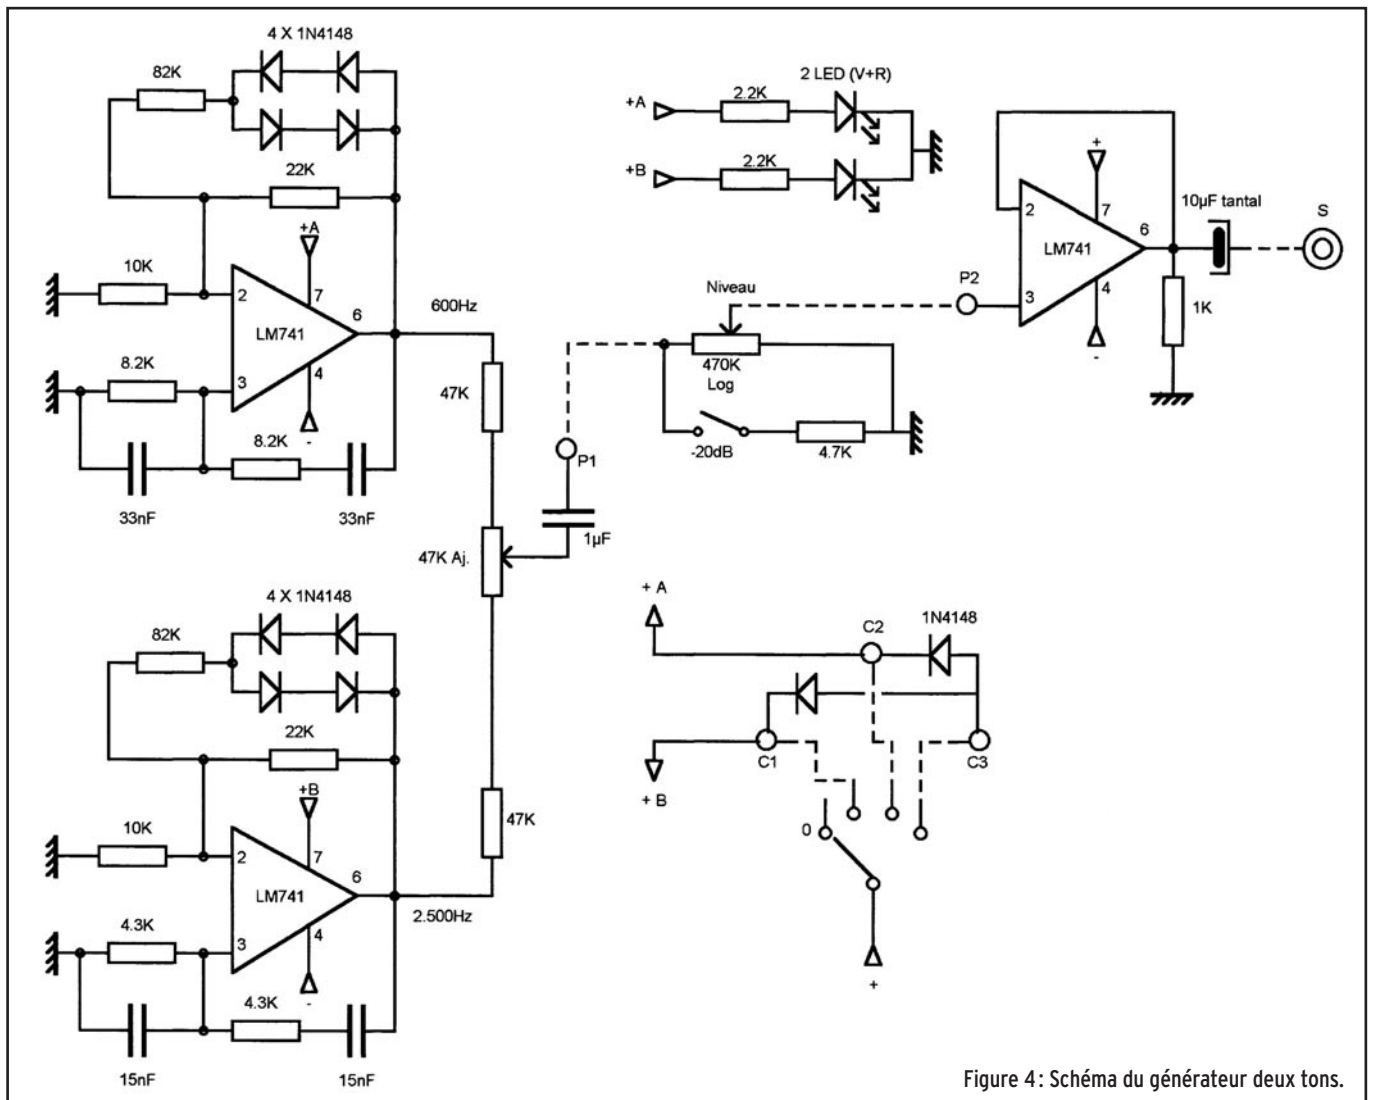 4 X 1N4148
82K
22K
+A
10K
2
7
6
LM741
3
4
-
8.2K
8.2K
33nF
33nF
600Hz
47K
47K Aj.
47K
1µF
P1
+A
2.2K
2 LED (V+R)
+B
2.2K
Niveau
470K
Log
-20dB
4.7K
P2
2
3
LM741
+
7
6
4
-
10µF tantal
S
1K
4 X 1N4148
82K
22K
+B
10K
2
7
6
LM741
3
4
-
4.3K
4.3K
15nF
15nF
2.500Hz
+ A
C2
1N4148
C1
C3
+ B
0
+
Figure 4 : Schéma du générateur deux tons.